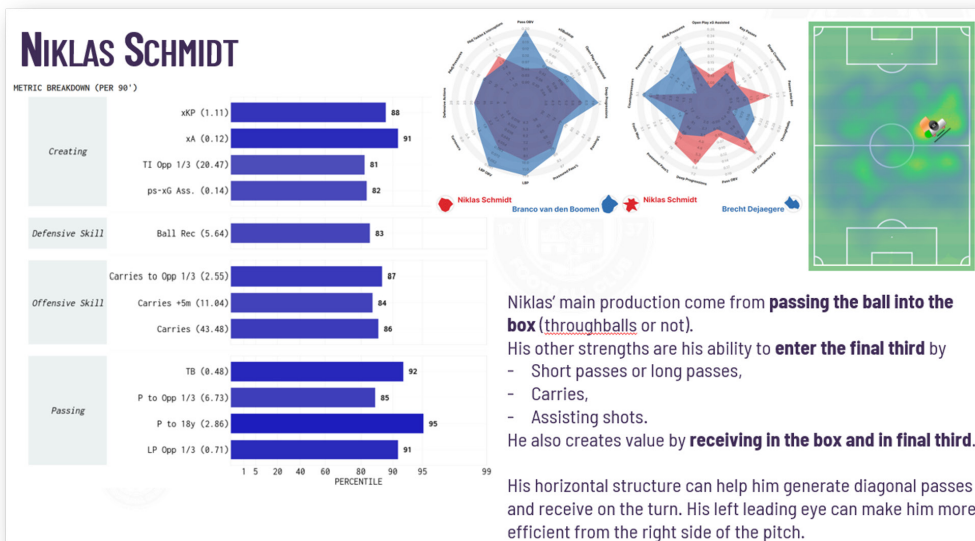 NIKLAS SCHMIDT
METRIC BREAKDOWN (PER 90')
Creating
xKP (1.11) 88
xA (0.12) 91
TI Opp 1/3 (20.47) 81
ps-xG Ass. (0.14) 82
Defensive Skill
Ball Rec (5.64) 83
Offensive Skill
Carries to Opp 1/3 (2.55) 87
Carries +5m (11.04) 84
Carries (43.48) 86
Passing
TB (0.48) 92
P to Opp 1/3 (6.73) 85
P to 18y (2.86) 95
LP Opp 1/3 (0.71) 91
1 5 20 40 60 80 90 95 99
PERCENTILE
Pass OBV
Open Play xG Assisted
Niklas Schmidt
Branco van den Boomen
Niklas Schmidt
Brecht Dejaegere
Niklas' main production come from passing the ball into the
box (throughballs or not).
His other strengths are his ability to enter the final third by
- Short passes or long passes,
- Carries,
- Assisting shots.
He also creates value by receiving in the box and in final third.
His horizontal structure can help him generate diagonal passes
and receive on the turn. His left leading eye can make him more
efficient from the right side of the pitch.